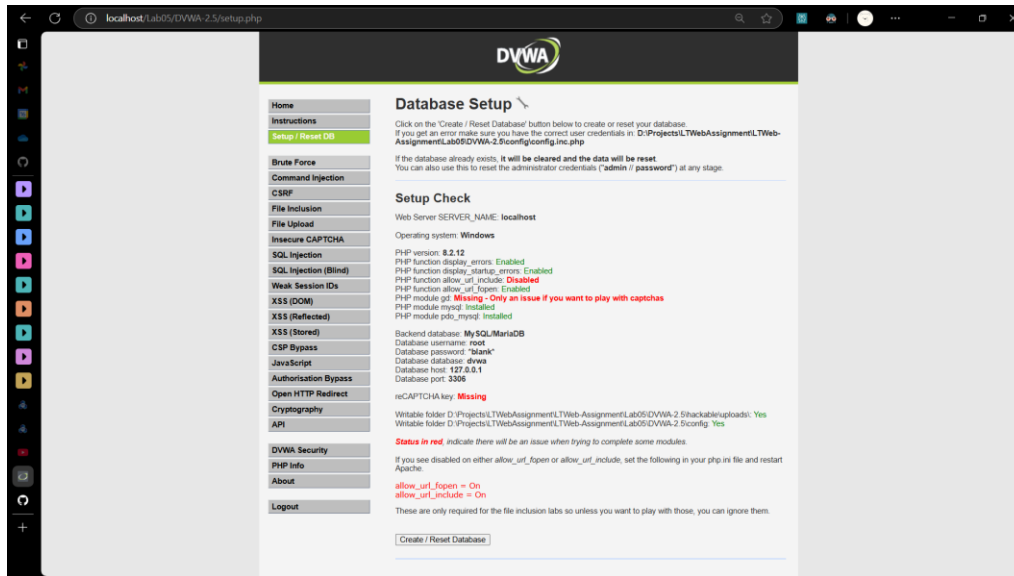 localhost/Lab05/DVWA-2.5/setup.php
DVWA
Home
Instructions
Setup / Reset DB
Brute Force
Command Injection
CSRF
File Inclusion
File Upload
Insecure CAPTCHA
SQL Injection
SQL Injection (Blind)
Weak Session IDs
XSS (DOM)
XSS (Reflected)
XSS (Stored)
CSP Bypass
JavaScript
Authorisation Bypass
Open HTTP Redirect
Cryptography
API
DVWA Security
PHP Info
About
Logout
Database Setup
Click on the 'Create / Reset Database' button below to create or reset your database.
If you get an error make sure you have the correct user credentials in: D:\Projects\LTWebAssignment\LTWeb-
Assignment\Lab05\DVWA-2.5\config\config.inc.php
If the database already exists, it will be cleared and the data will be reset.
You can also use this to reset the administrator credentials ("admin // password") at any stage.
Setup Check
Web Server SERVER_NAME: localhost
Operating system: Windows
PHP version: 8.2.12
PHP function display_errors: Enabled
PHP function display_startup_errors: Enabled
PHP function allow_url_include: Disabled
PHP function allow_url_fopen: Enabled
PHP module gd: Missing - Only an issue if you want to play with captchas
PHP module mysql: Installed
PHP module pdo_mysql: Installed
Backend database: MySQL/MariaDB
Database username: root
Database password: "blank"
Database database: dvwa
Database host: 127.0.0.1
Database port: 3306
reCAPTCHA key: Missing
Writable folder D:\Projects\LTWebAssignment\LTWeb-Assignment\Lab05\DVWA-2.5\hackable\uploads\: Yes
Writable folder D:\Projects\LTWebAssignment\LTWeb-Assignment\Lab05\DVWA-2.5\config: Yes
Status in red, indicate there will be an issue when trying to complete some modules.
If you see disabled on either allow_url_fopen or allow_url_include, set the following in your php.ini file and restart
Apache.
allow_url_fopen = On
allow_url_include = On
These are only required for the file inclusion labs so unless you want to play with those, you can ignore them.
Create / Reset Database